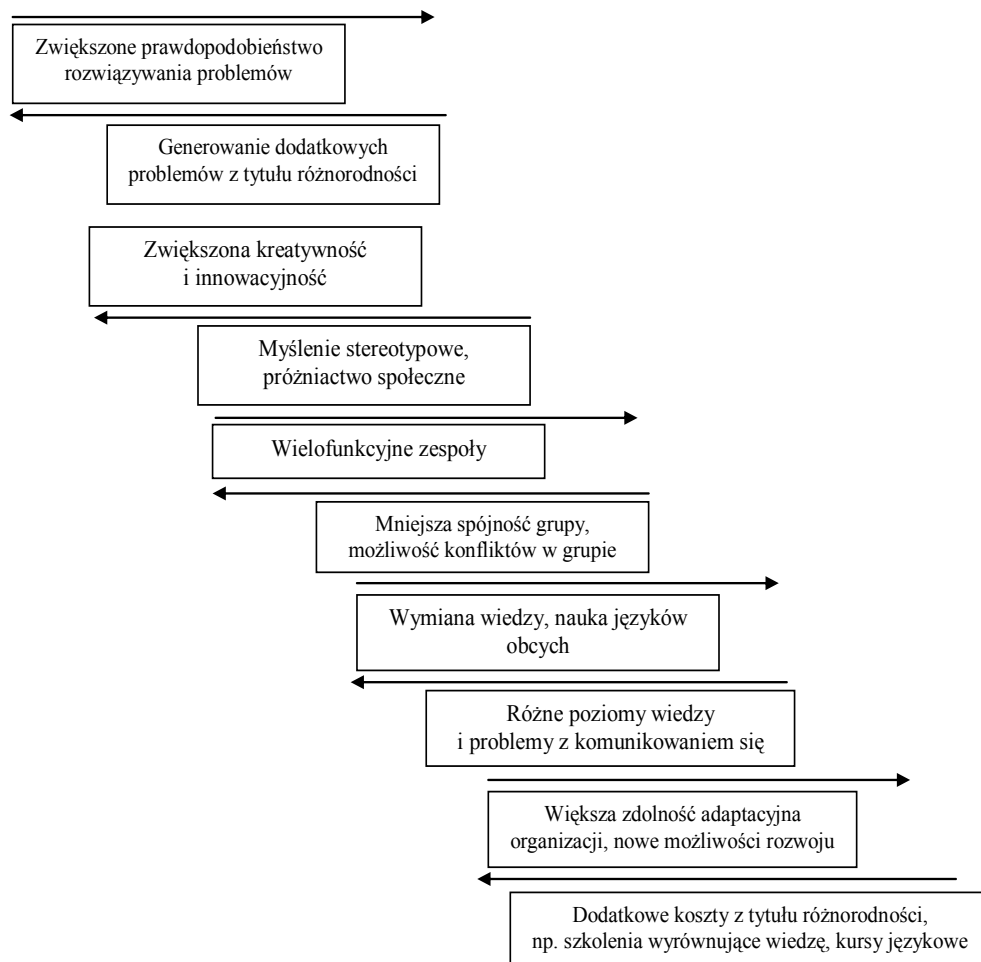 Zwiększone prawdopodobieństwo
rozwiązywania problemów
Generowanie dodatkowych
problemów z tytułu różnorodności
Zwiększona kreatywność
i innowacyjność
Myślenie stereotypowe,
próżniactwo społeczne
Wielofunkcyjne zespoły
Mniejsza spójność grupy,
możliwość konfliktów w grupie
Wymiana wiedzy, nauka języków
obcych
Różne poziomy wiedzy
i problemy z komunikowaniem się
Większa zdolność adaptacyjna
organizacji, nowe możliwości rozwoju
Dodatkowe koszty z tytułu różnorodności,
np. szkolenia wyrównujące wiedzę, kursy językowe